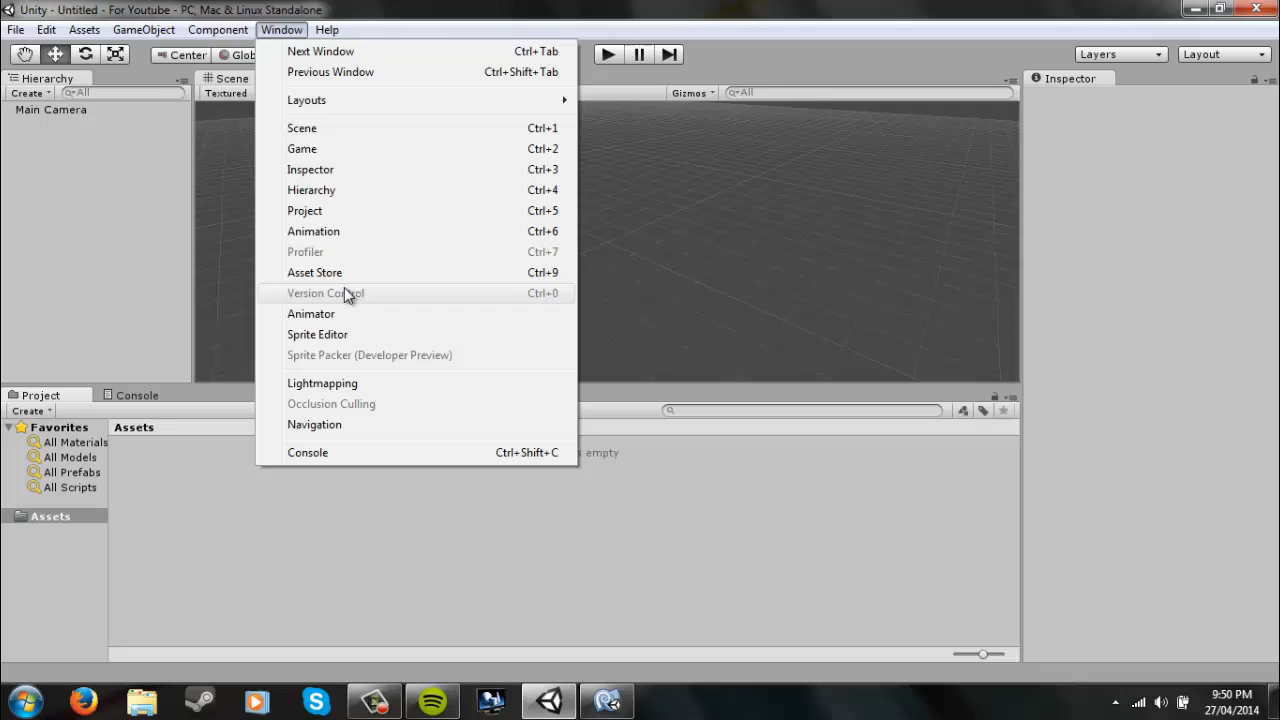 Unity - Untitled - For Youtube - PC, Mac & Linux Standalone
File Edit Assets GameObject Component Window Help
Center Glob
Layers Layout
Hierarchy
Create All
Main Camera
Scene
Textured
Gizmos All
Inspector
Next Window Ctrl+Tab
Previous Window Ctrl+Shift+Tab
Layouts
Scene Ctrl+1
Game Ctrl+2
Inspector Ctrl+3
Hierarchy Ctrl+4
Project Ctrl+5
Animation Ctrl+6
Profiler Ctrl+7
Asset Store Ctrl+9
Version Control Ctrl+0
Animator
Sprite Editor
Sprite Packer (Developer Preview)
Lightmapping
Occlusion Culling
Navigation
Console Ctrl+Shift+C
Project Console
Create
Favorites
All Materials
All Models
All Prefabs
All Scripts
Assets
Assets
s empty
9:50 PM
27/04/2014